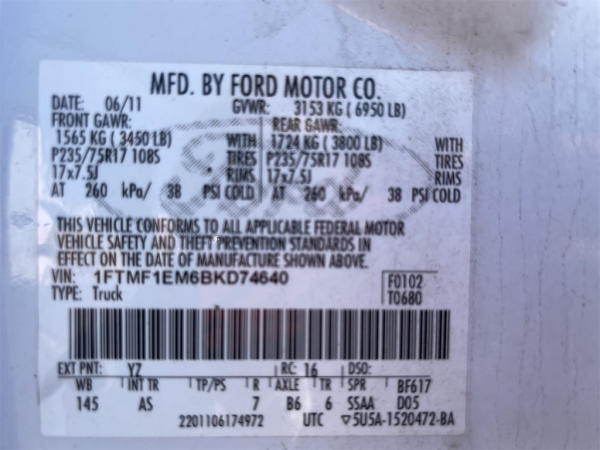 MFD. BY FORD MOTOR CO.
DATE: 06/11 GVWR: 3153 KG ( 6950 LB)
FRONT GAWR: REAR GAWR:
1565 KG ( 3450 LB) WITH 1724 KG ( 3800 LB) WITH
P235/75R17 108S TIRES P235/75R17 108S TIRES
17x7.5J RIMS 17x7.5J RIMS
AT 260 kPa/ 38 PSI COLD AT 260 kPa/ 38 PSI COLD
THIS VEHICLE CONFORMS TO ALL APPLICABLE FEDERAL MOTOR
VEHICLE SAFETY AND THEFT PREVENTION STANDARDS IN
EFFECT ON THE DATE OF MANUFACTURE SHOWN ABOVE.
VIN: 1FTMF1EM6BKD74640 F0102
TYPE: Truck T0680
EXT PNT: YZ RC: 16 DSO:
WB INT TR TP/PS R AXLE TR SPR BF617
145 AS 7 B6 6 SSAA D05
2201106174972 UTC ▽5U5A-1520472-BA